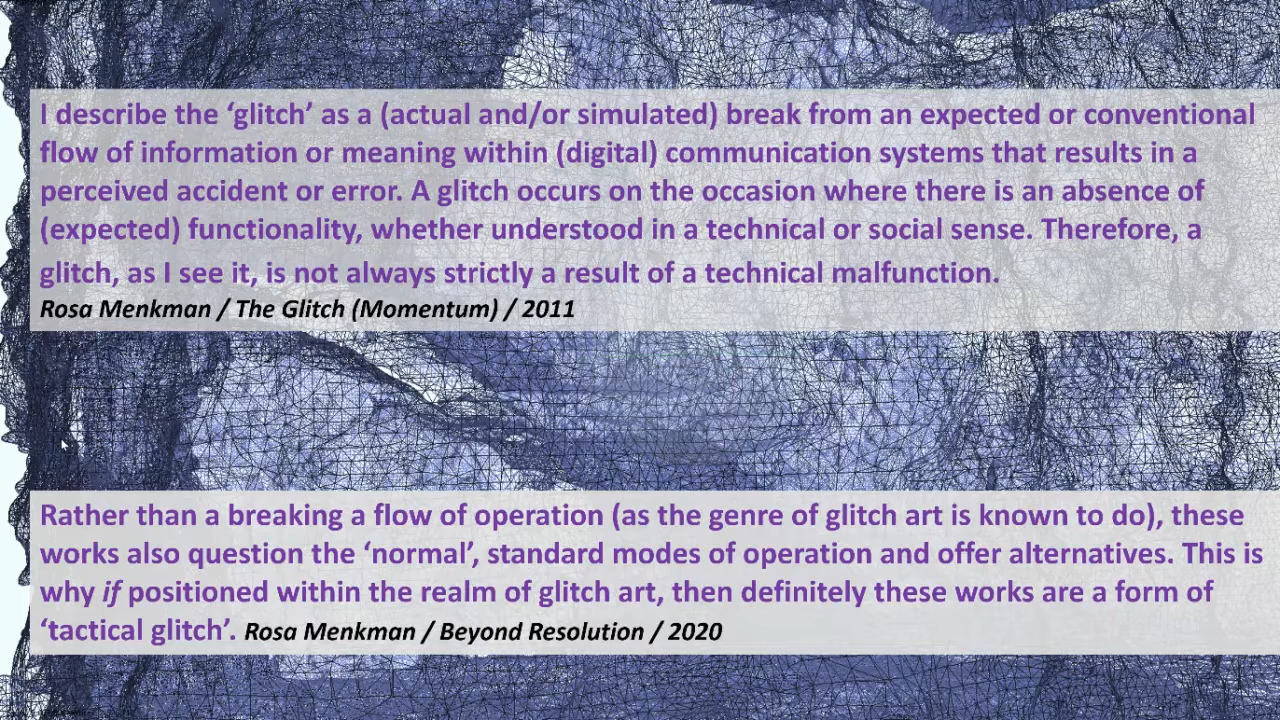 I describe the ‘glitch’ as a (actual and/or simulated) break from an expected or conventional
flow of information or meaning within (digital) communication systems that results in a
perceived accident or error. A glitch occurs on the occasion where there is an absence of
(expected) functionality, whether understood in a technical or social sense. Therefore, a
glitch, as I see it, is not always strictly a result of a technical malfunction.
Rosa Menkman / The Glitch (Momentum) / 2011
Rather than a breaking a flow of operation (as the genre of glitch art is known to do), these
works also question the ‘normal’, standard modes of operation and offer alternatives. This is
why if positioned within the realm of glitch art, then definitely these works are a form of
‘tactical glitch’. Rosa Menkman / Beyond Resolution / 2020